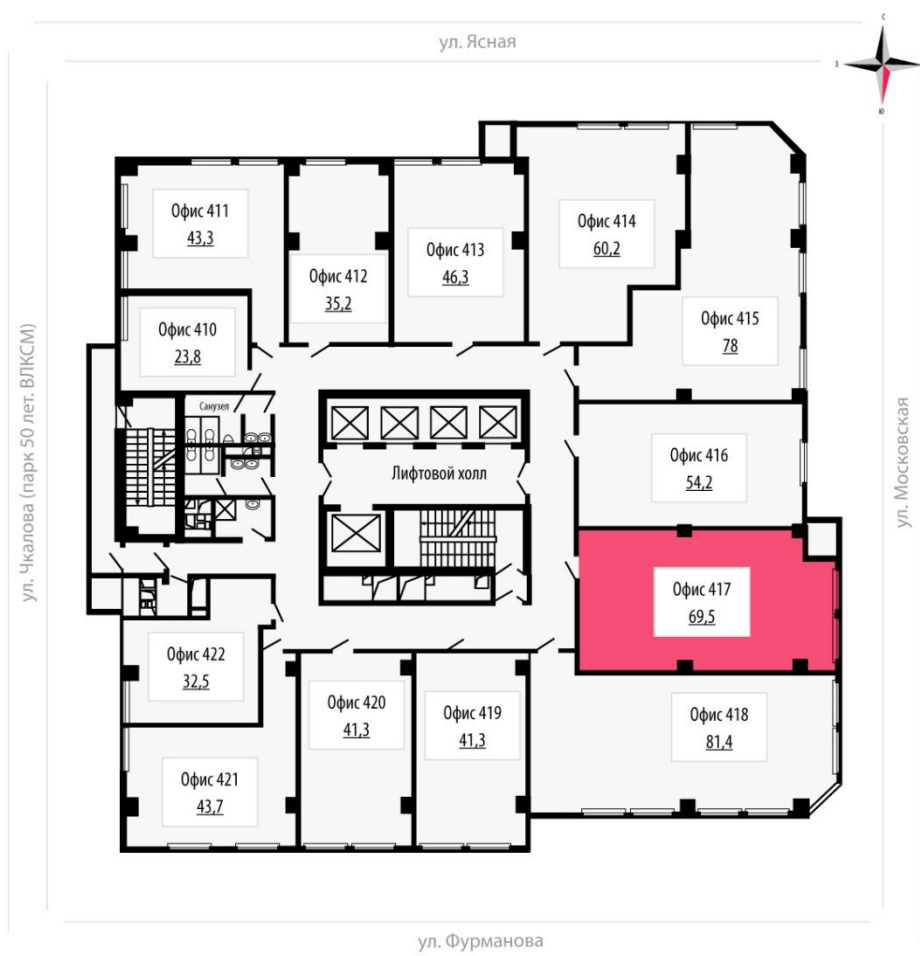 С
ул. Ясная
З
Ю
Офис 411
43,3
Офис 412
35,2
Офис 413
46,3
Офис 414
60,2
Офис 415
78
Офис 410
23,8
Санузел
Лифтовой холл
Офис 416
54,2
Офис 417
69,5
Офис 422
32,5
Офис 420
41,3
Офис 419
41,3
Офис 418
81,4
Офис 421
43,7
ул. Чкалова (парк 50 лет. ВЛКСМ)
ул. Московская
ул. Фурманова